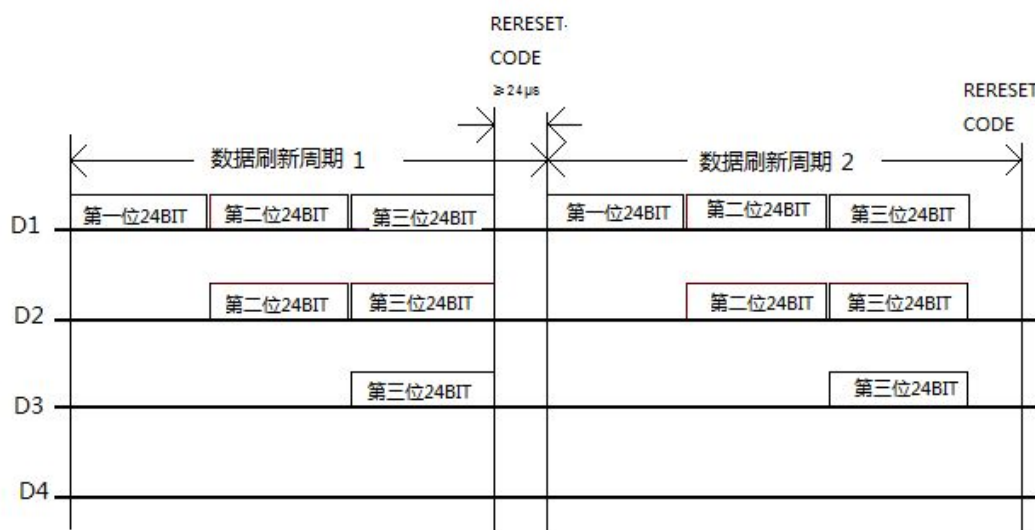 RERESET
CODE
≥24μs
RERESET
CODE
数据刷新周期 1
数据刷新周期 2
D1
第一位24BIT
第二位24BIT
第三位24BIT
第一位24BIT
第二位24BIT
第三位24BIT
D2
第二位24BIT
第三位24BIT
第二位24BIT
第三位24BIT
D3
第三位24BIT
第三位24BIT
D4